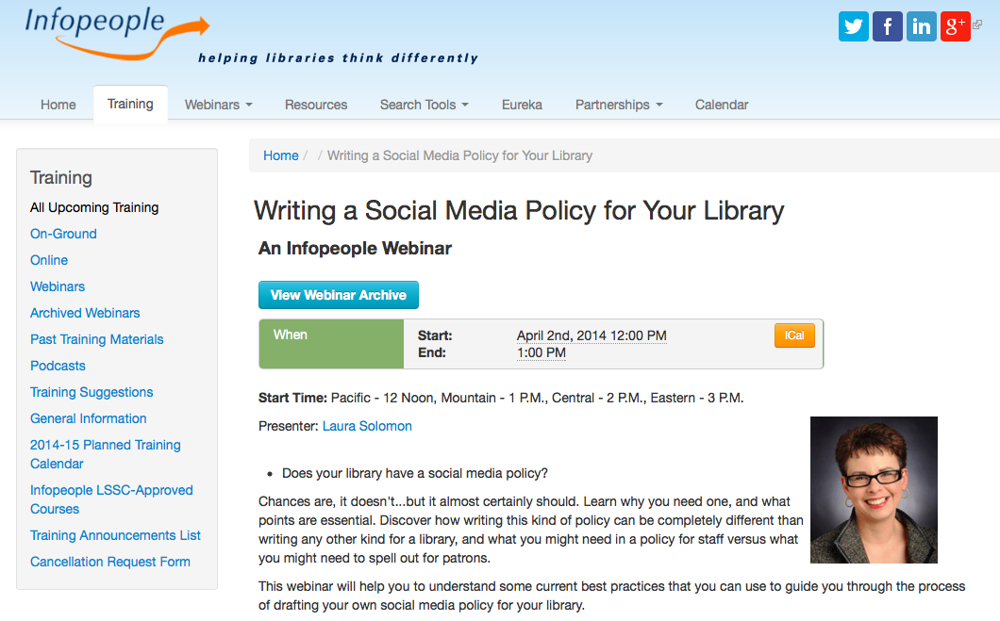 Infopeople
helping libraries think differently
Home Training Webinars Resources Search Tools Eureka Partnerships Calendar
Training
All Upcoming Training
On-Ground
Online
Webinars
Archived Webinars
Past Training Materials
Podcasts
Training Suggestions
General Information
2014-15 Planned Training
Calendar
Infopeople LSSC-Approved
Courses
Training Announcements List
Cancellation Request Form
Home / / Writing a Social Media Policy for Your Library
Writing a Social Media Policy for Your Library
An Infopeople Webinar
View Webinar Archive
When
Start: April 2nd, 2014 12:00 PM
End: 1:00 PM
iCal
Start Time: Pacific - 12 Noon, Mountain - 1 P.M., Central - 2 P.M., Eastern - 3 P.M.
Presenter: Laura Solomon
• Does your library have a social media policy?
Chances are, it doesn't...but it almost certainly should. Learn why you need one, and what
points are essential. Discover how writing this kind of policy can be completely different than
writing any other kind for a library, and what you might need in a policy for staff versus what
you might need to spell out for patrons.
This webinar will help you to understand some current best practices that you can use to guide you through the process
of drafting your own social media policy for your library.